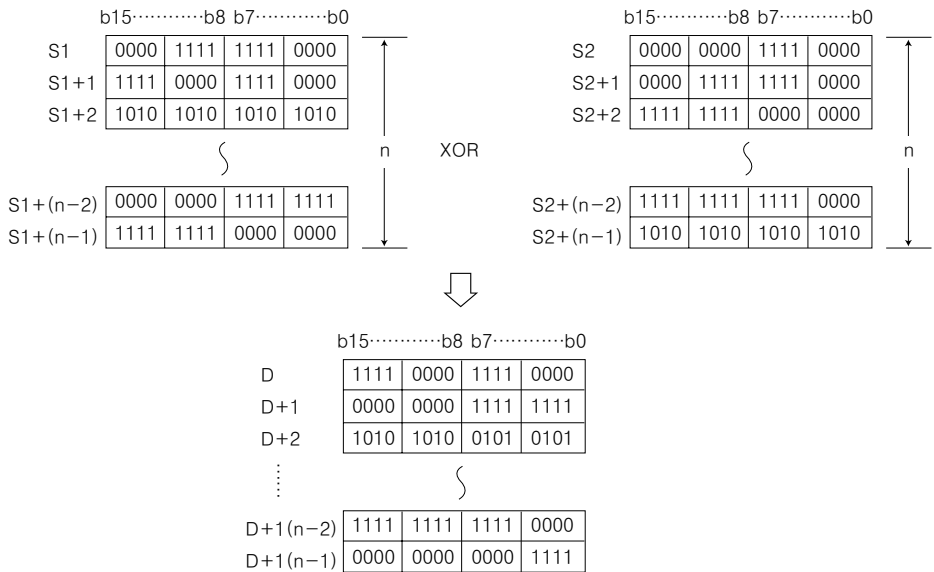 b15············b8 b7············b0
S1 0000 1111 1111 0000
S1+1 1111 0000 1111 0000
S1+2 1010 1010 1010 1010
n
S1+(n−2) 0000 0000 1111 1111
S1+(n−1) 1111 1111 0000 0000
XOR
b15············b8 b7············b0
S2 0000 0000 1111 0000
S2+1 0000 1111 1111 0000
S2+2 1111 1111 0000 0000
n
S2+(n−2) 1111 1111 1111 0000
S2+(n−1) 1010 1010 1010 1010
b15············b8 b7············b0
D 1111 0000 1111 0000
D+1 0000 0000 1111 1111
D+2 1010 1010 0101 0101
D+1(n−2) 1111 1111 1111 0000
D+1(n−1) 0000 0000 0000 1111